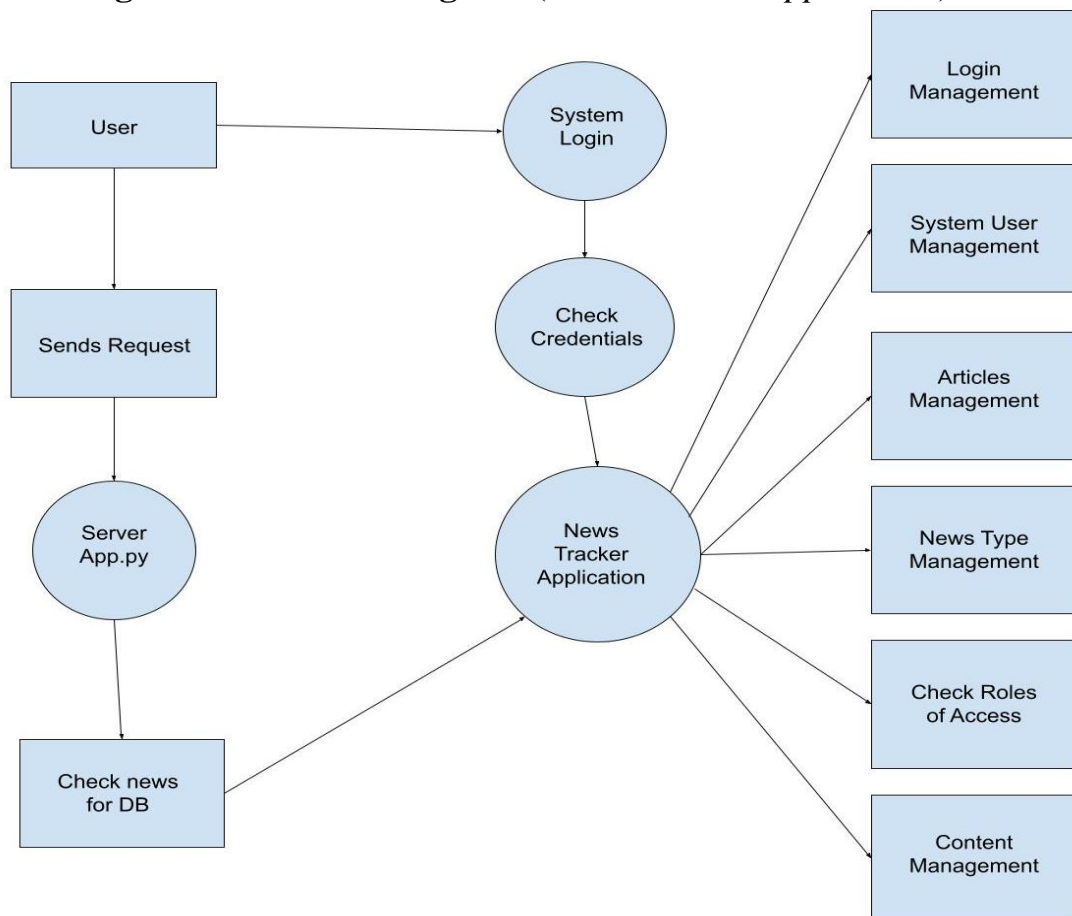 User
System
Login
Login
Management
System User
Management
Sends Request
Check
Credentials
Articles
Management
Server
App.py
News
Tracker
Application
News Type
Management
Check Roles
of Access
Check news
for DB
Content
Management